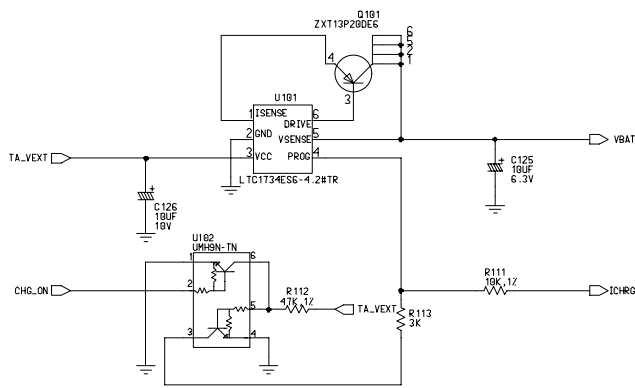 Q101
ZXT13P20DE6
6
5
2
1
4
3
U101
1 ISENSE
6
DRIVE
2 GND
5
VSENSE
3 VCC
PROG 4
LTC1734ES6-4.2#TR
TA_VEXT
VBAT
+
C125
10UF
6.3V
+
C126
10UF
10V
U102
UMH9N-TN
1
6
2
5
3
4
CHG_ON
R112
47K,1%
TA_VEXT
R111
10K,1%
ICHRG
R113
3K